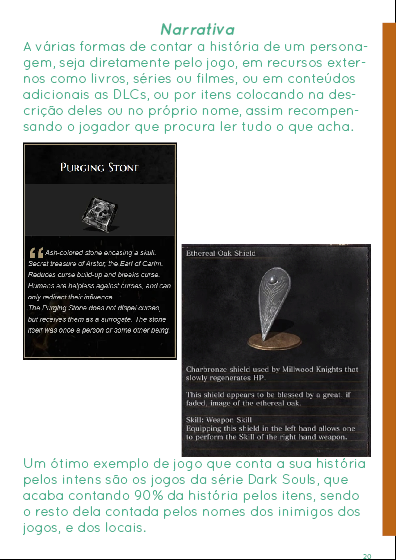 Narrativa
A várias formas de contar a história de um persona-
gem, seja diretamente pelo jogo, em recursos exter-
nos como livros, séries ou filmes, ou em conteúdos
adicionais as DLCs, ou por itens colocando na des-
crição deles ou no próprio nome, assim recompen-
sando o jogador que procura ler tudo o que acha.
PURGING STONE
“Ash-colored stone encasing a skull.
Secret treasure of Arstor, the Earl of Carim.
Reduces curse build-up and breaks curse.
Humans are helpless against curses, and can
only redirect their influence.
The Purging Stone does not dispel curses,
but receives them as a surrogate. The stone
itself was once a person or some other being.
Ethereal Oak Shield
Charbronze shield used by Millwood Knights that
slowly regenerates HP.
This shield appears to be blessed by a great, if
faded, image of the ethereal oak.
Skill: Weapon Skill
Equipping this shield in the left hand allows one
to perform the Skill of the right hand weapon.
Um ótimo exemplo de jogo que conta a sua história
pelos intens são os jogos da série Dark Souls, que
acaba contando 90% da história pelos itens, sendo
o resto dela contada pelos nomes dos inimigos dos
jogos, e dos locais.
20